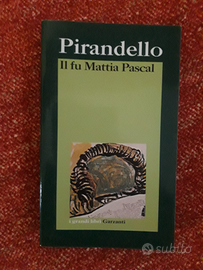 Pirandello
Il fu Mattia Pascal
i grandi libri Garzanti
subito